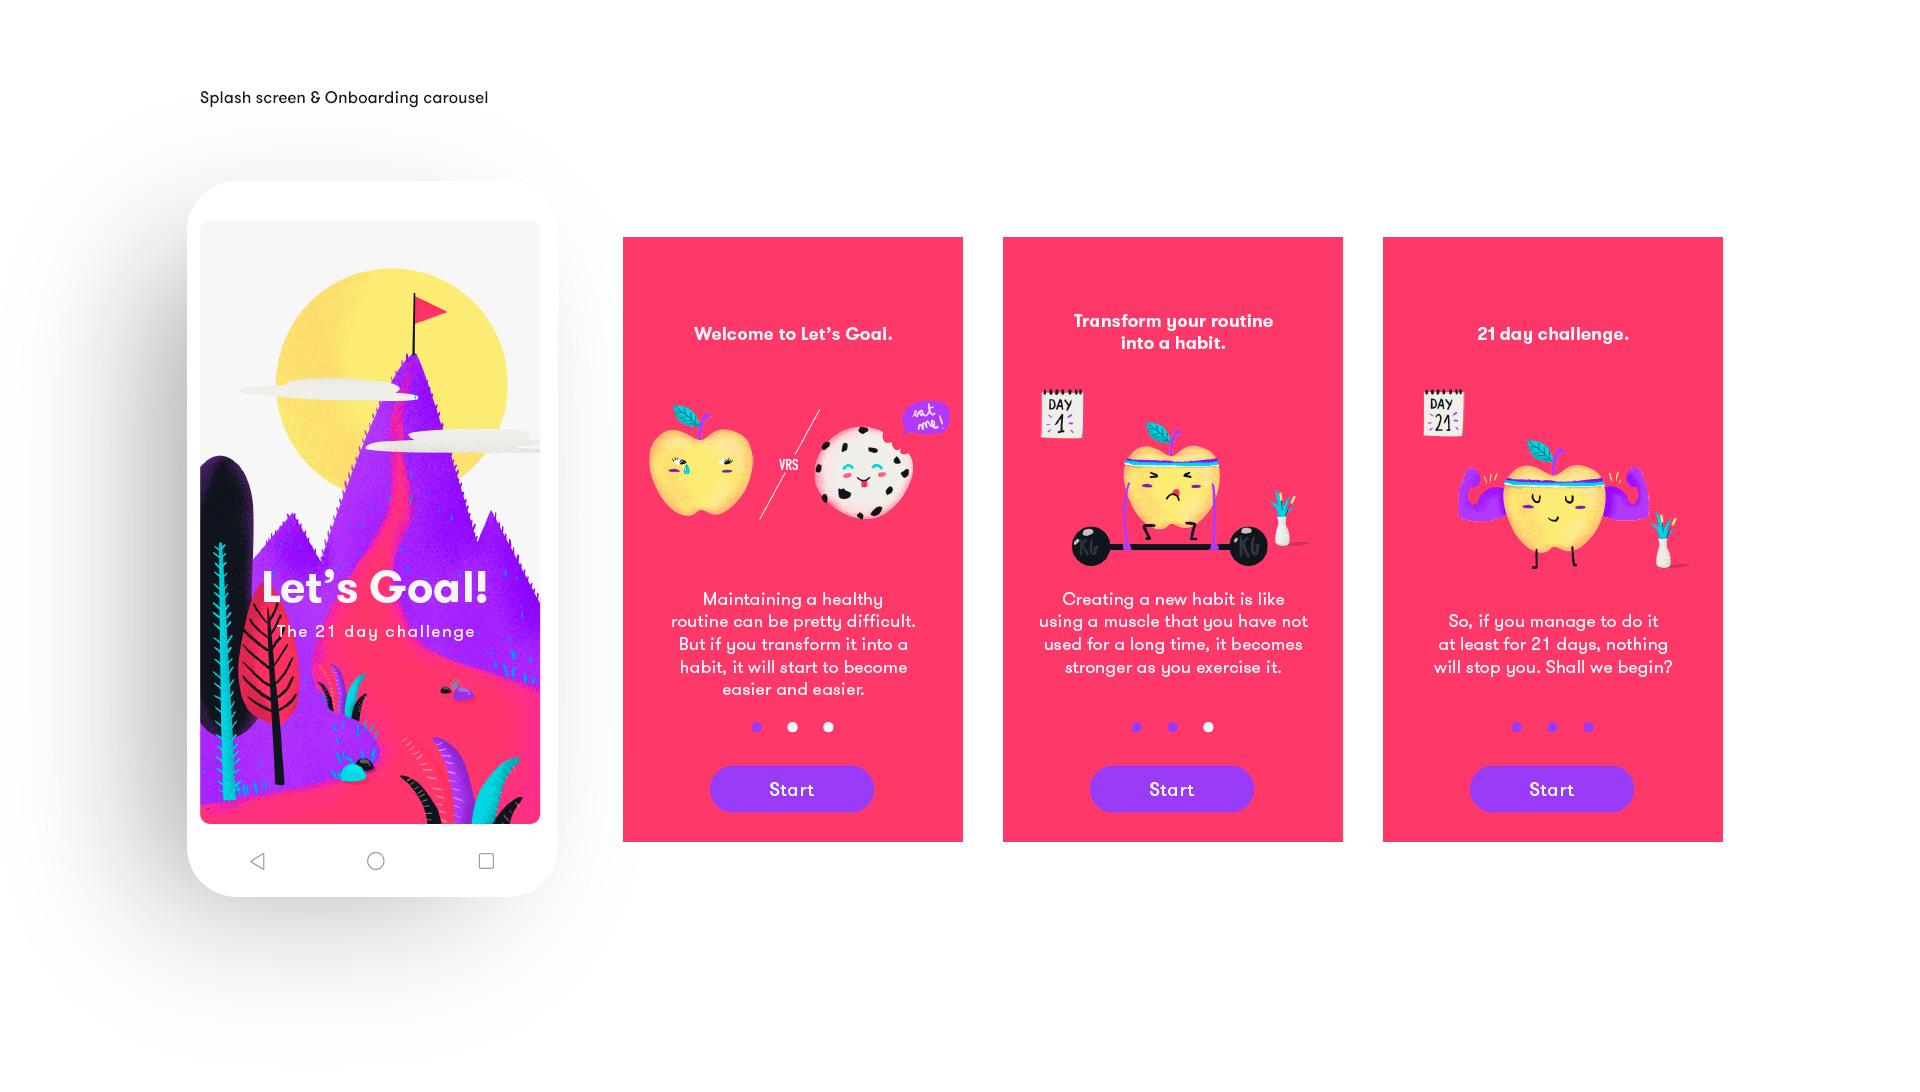 Splash screen & Onboarding carousel
Let's Goal!
The 21 day challenge
Welcome to Let's Goal.
VRS
eat
me!
Maintaining a healthy
routine can be pretty difficult.
But if you transform it into a
habit, it will start to become
easier and easier.
Start
Transform your routine
into a habit.
DAY
1
KG
KG
Creating a new habit is like
using a muscle that you have not
used for a long time, it becomes
stronger as you exercise it.
Start
21 day challenge.
DAY
21
So, if you manage to do it
at least for 21 days, nothing
will stop you. Shall we begin?
Start